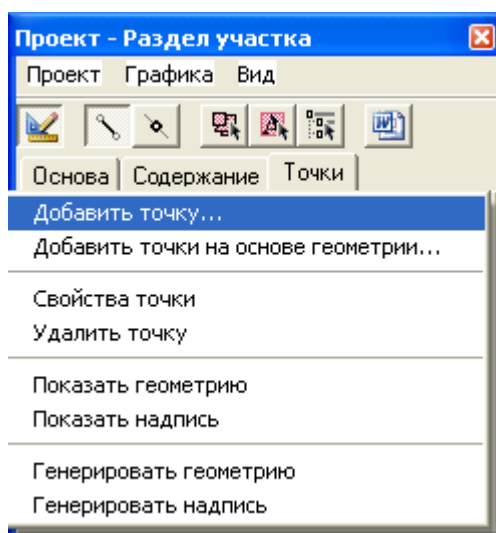 Проект - Раздел участка
Проект Графика Вид
Основа Содержание Точки
Добавить точку...
Добавить точки на основе геометрии...
Свойства точки
Удалить точку
Показать геометрию
Показать надпись
Генерировать геометрию
Генерировать надпись